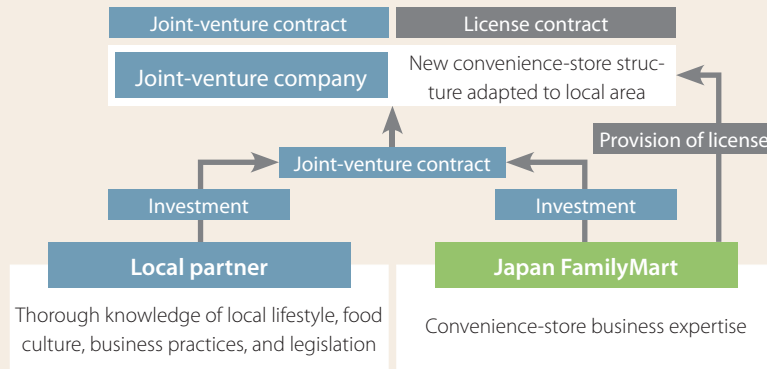 Joint-venture contract
License contract
Joint-venture company
New convenience-store struc-
ture adapted to local area
Provision of license
Joint-venture contract
Investment
Investment
Local partner
Japan FamilyMart
Thorough knowledge of local lifestyle, food
culture, business practices, and legislation
Convenience-store business expertise